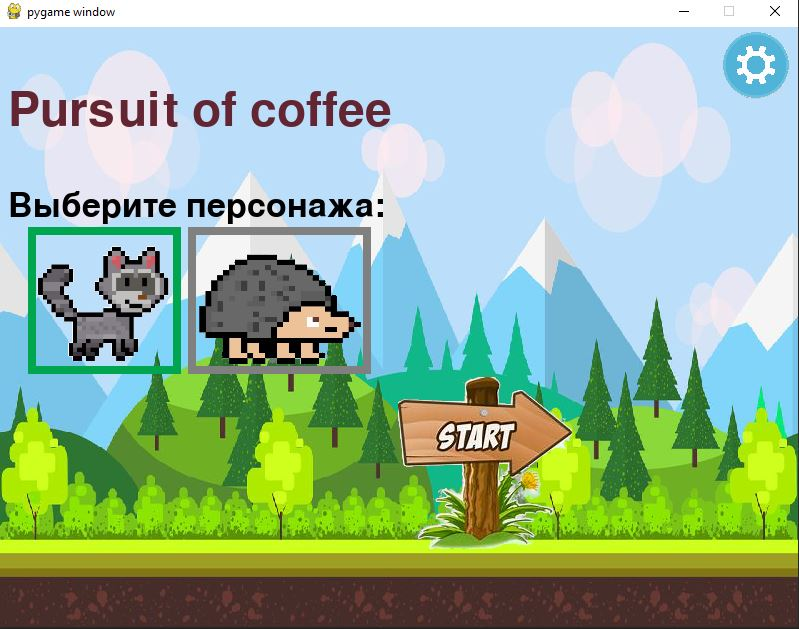 pygame window
Pursuit of coffee
Выберите персонажа:
START